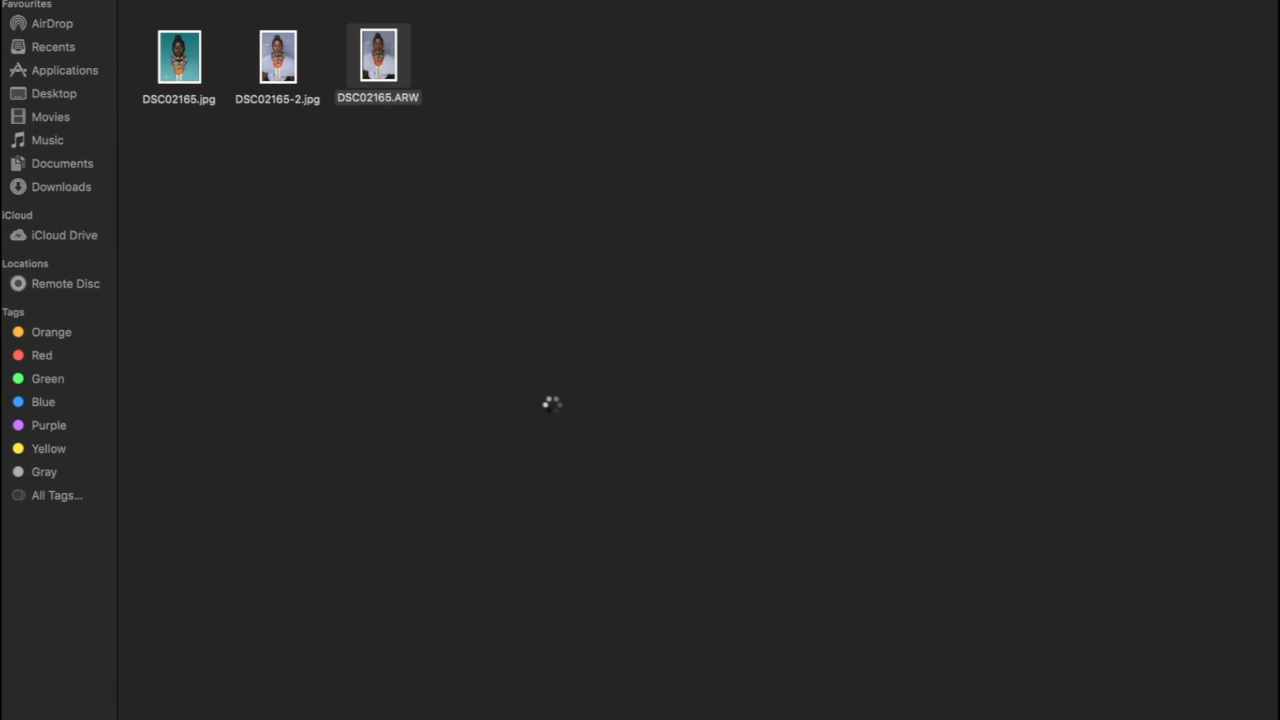 Favourites
AirDrop
Recents
Applications
Desktop
Movies
Music
Documents
Downloads
iCloud
iCloud Drive
Locations
Remote Disc
Tags
Orange
Red
Green
Blue
Purple
Yellow
Gray
All Tags...
DSC02165.jpg
DSC02165-2.jpg
DSC02165.ARW